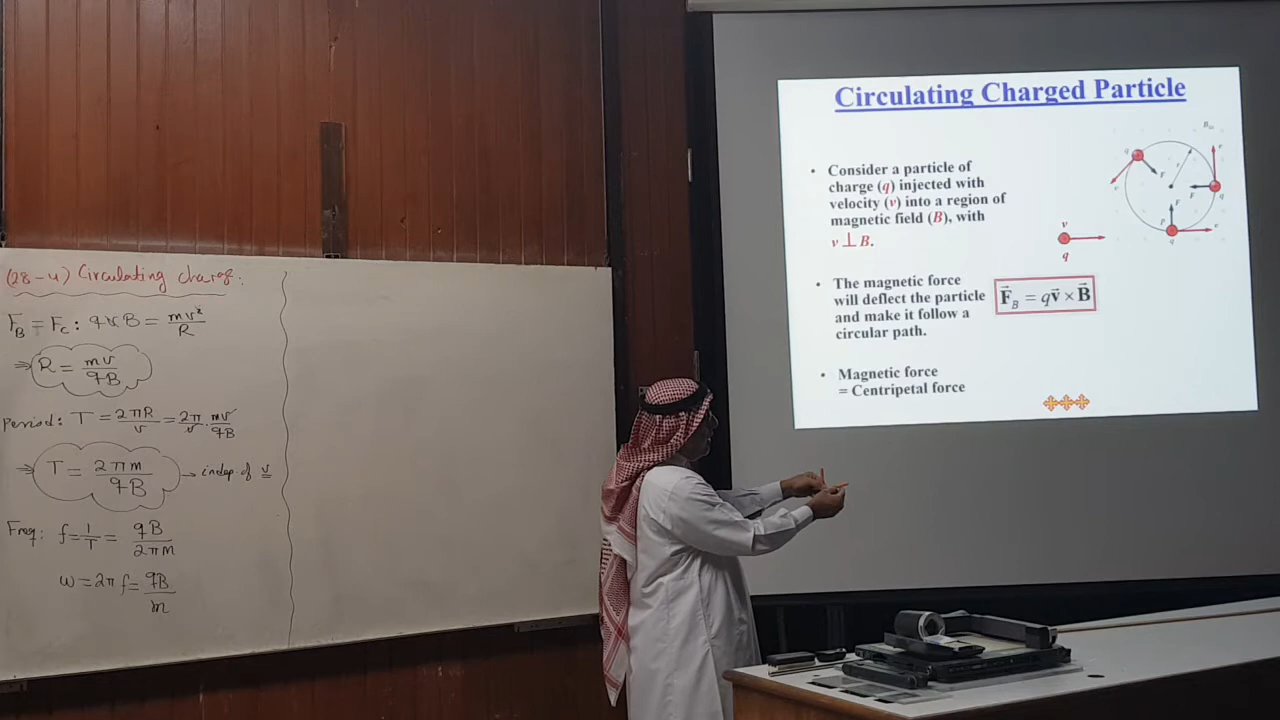 (28-4) Circulating charge:
F_B = F_C : qvB = mv²/R
⇒ R = mv/qB
Period: T = 2πR/v = 2π/v · mv/qB
⇒ T = 2πm/qB → indep. of v
Freq: f = 1/T = qB/2πm
ω = 2πf = qB/m
Circulating Charged Particle
• Consider a particle of
charge (q) injected with
velocity (v) into a region of
magnetic field (B), with
v ⊥ B.
• The magnetic force
will deflect the particle
and make it follow a
circular path.
F⃗_B = qv⃗ × B⃗
• Magnetic force
= Centripetal force
v
q
q
v
F
r
v
F
q
F
q
v